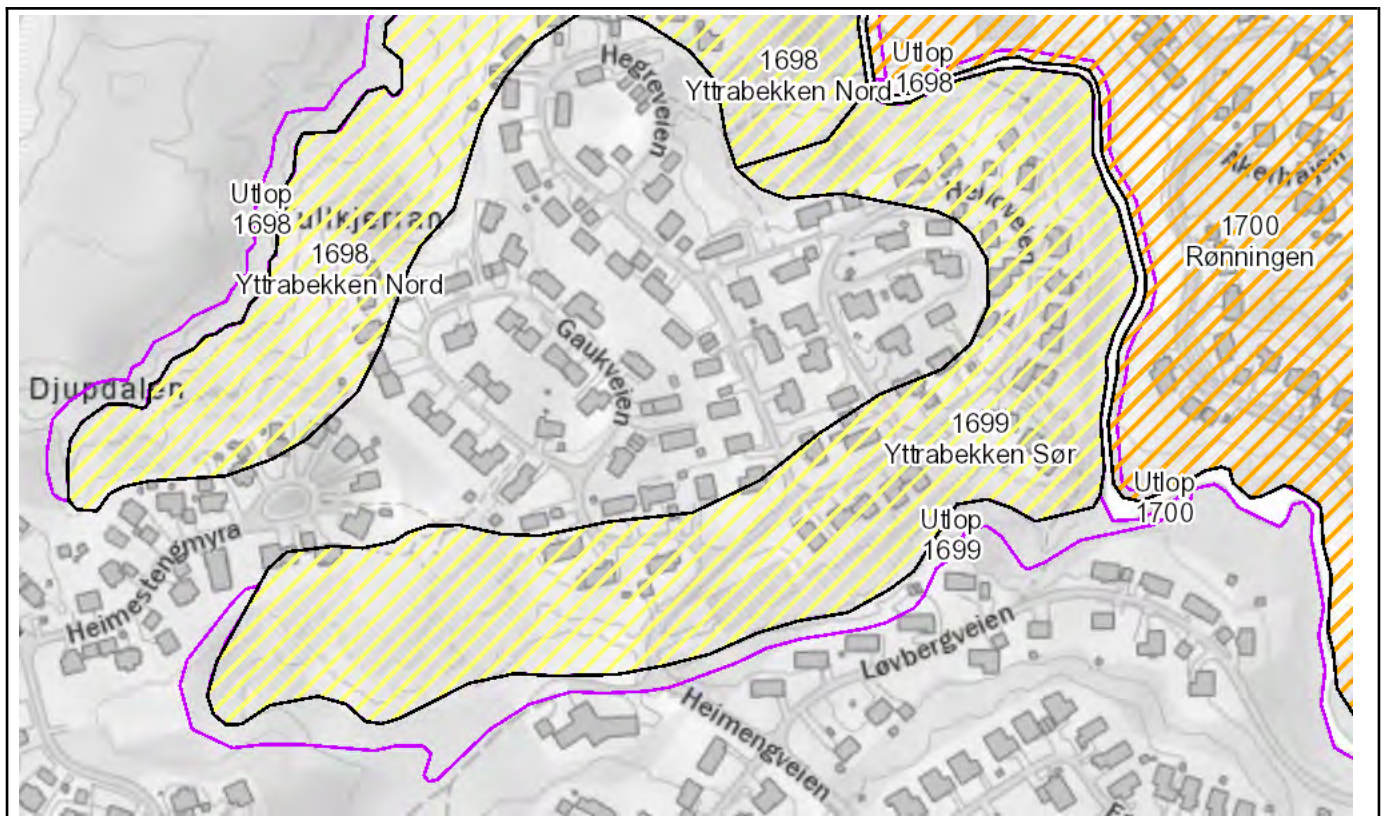 Hegreveien
1698
Yttrabekken Nord
Utlop
1698
Åkerhaugen
Utlop
1698
1698
Yttrabekken Nord
1700
Rønningen
Gaukveien
Djupdalen
1699
Yttrabekken Sør
Utlop
1700
Utlop
1699
Heimestengmyra
Løvbergveien
Heimengveien